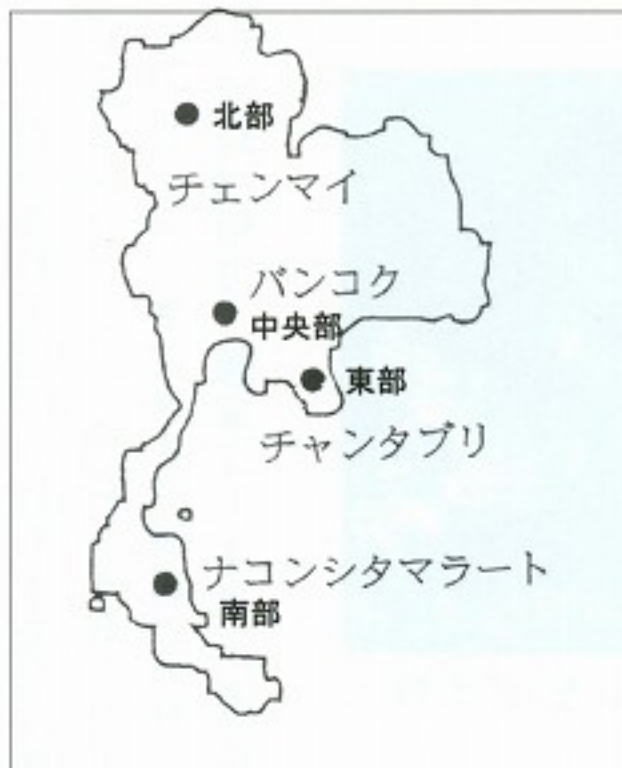 北部
チェンマイ
バンコク
中央部
東部
チャンタブリ
ナコンシタマラート
南部